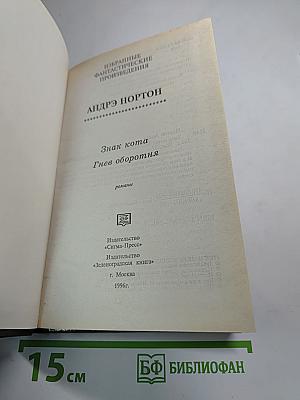 ИЗБРАННЫЕ
ФАНТАСТИЧЕСКИЕ
ПРОИЗВЕДЕНИЯ
АНДРЭ НОРТОН
Знак кота
Гнев оборотня
романы
Издательство
«Сигма-Пресс»
Издательство
«Зеленоградская книга»
г. Москва
1996г.
15 см
БФ БИБЛИОФАН